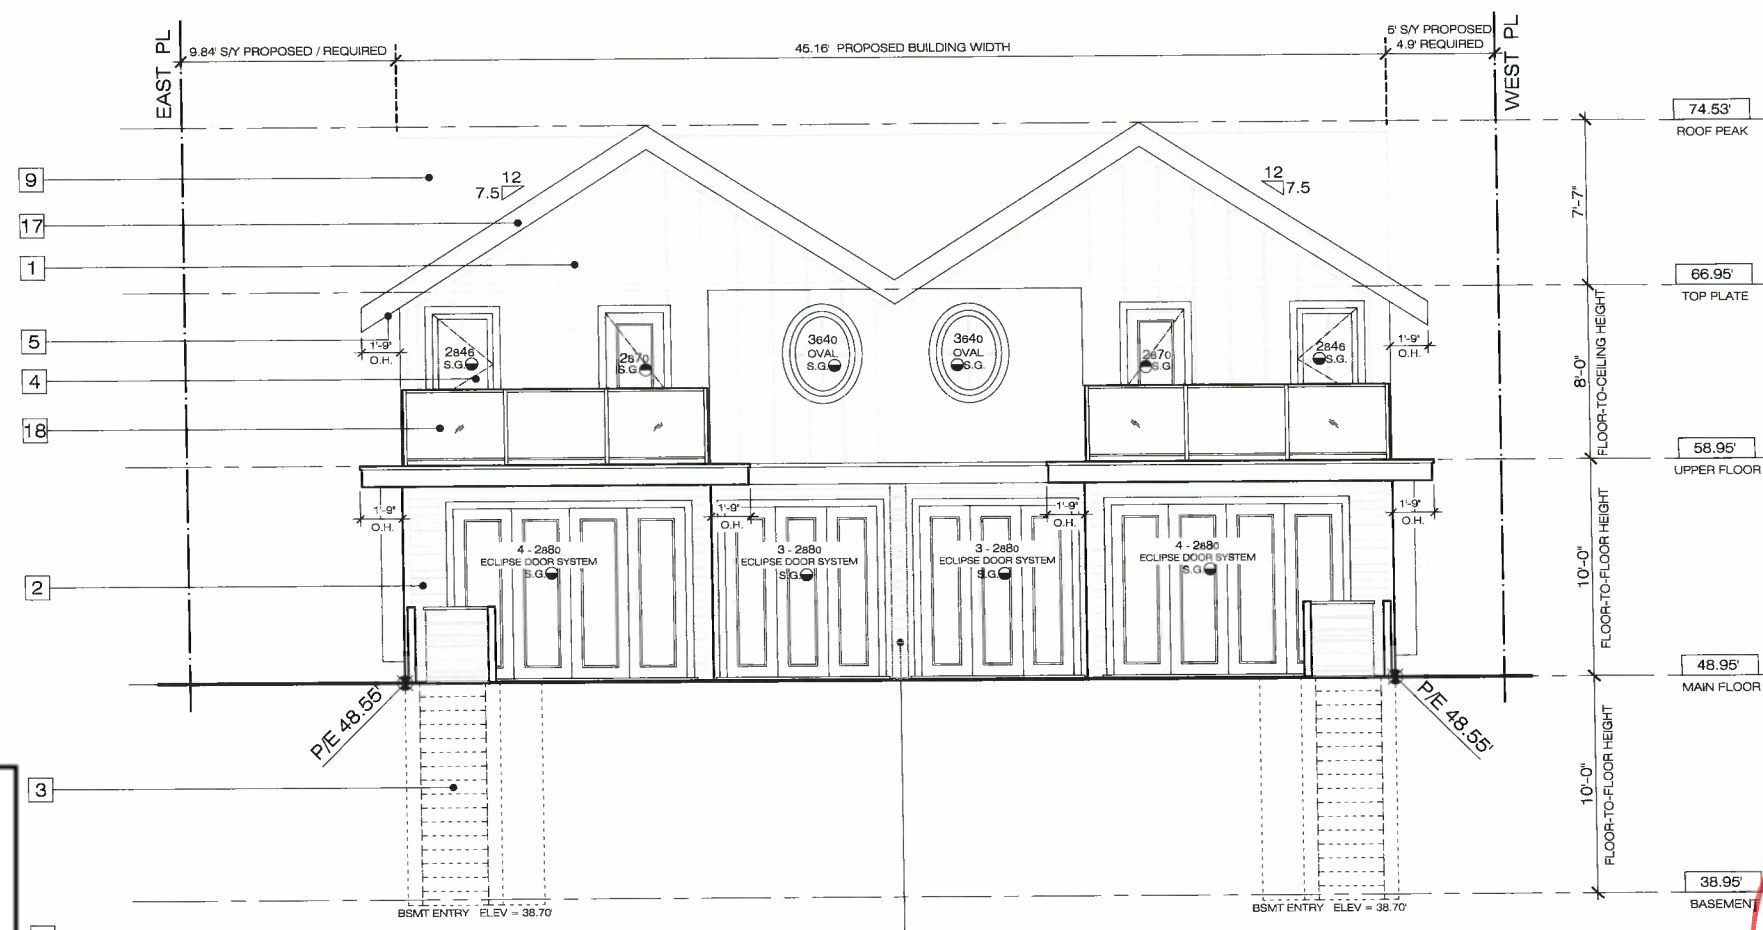 EAST PL
9.84' S/Y PROPOSED / REQUIRED
45.16' PROPOSED BUILDING WIDTH
5' S/Y PROPOSED
4.9' REQUIRED
WEST PL
74.53'
ROOF PEAK
9
12
7.5
12
7.5
7'-7"
17
1
66.95'
TOP PLATE
5
1'-9"
O.H.
2846
S.G.
2670
S.G.
3640
OVAL
S.G.
3640
OVAL
S.G.
2670
S.G.
2846
S.G.
1'-9"
O.H.
4
8'-0"
FLOOR-TO-CEILING HEIGHT
18
58.95'
UPPER FLOOR
1'-9"
O.H.
1'-9"
O.H.
1'-9"
O.H.
1'-9"
O.H.
4 - 2880
ECLIPSE DOOR SYSTEM
S.G.
3 - 2880
ECLIPSE DOOR SYSTEM
S.G.
3 - 2880
ECLIPSE DOOR SYSTEM
S.G.
4 - 2880
ECLIPSE DOOR SYSTEM
S.G.
10'-0"
FLOOR-TO-FLOOR HEIGHT
2
48.95'
MAIN FLOOR
P/E 48.55'
P/E 48.55'
3
10'-0"
FLOOR-TO-FLOOR HEIGHT
38.95'
BASEMENT
BSMT ENTRY ELEV = 38.70'
BSMT ENTRY ELEV = 38.70'